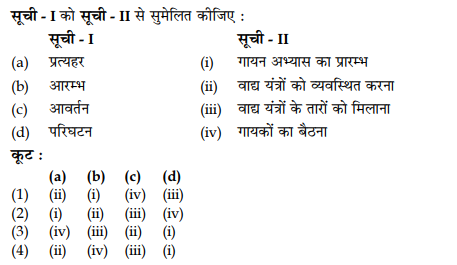 सूची - I को सूची - II से सुमेलित कीजिए :
सूची - I सूची - II
(a) प्रत्यहर (i) गायन अभ्यास का प्रारम्भ
(b) आरम्भ (ii) वाद्य यंत्रों को व्यवस्थित करना
(c) आवर्तन (iii) वाद्य यंत्रों के तारों को मिलाना
(d) परिघटन (iv) गायकों का बैठना
कूट :
(a) (b) (c) (d)
(1) (ii) (i) (iv) (iii)
(2) (i) (ii) (iii) (iv)
(3) (iv) (iii) (ii) (i)
(4) (ii) (iv) (iii) (i)